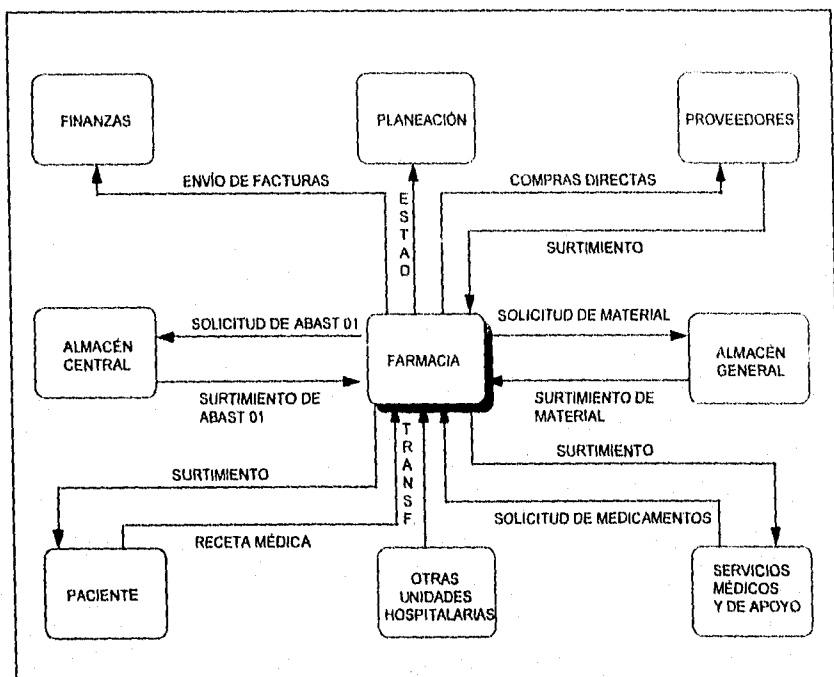 FINANZAS
PLANEACIÓN
PROVEEDORES
ENVÍO DE FACTURAS
ESTAD
COMPRAS DIRECTAS
SURTIMIENTO
SOLICITUD DE ABAST 01
SOLICITUD DE MATERIAL
ALMACÉN
CENTRAL
FARMACIA
ALMACÉN
GENERAL
SURTIMIENTO DE
ABAST 01
SURTIMIENTO DE
MATERIAL
TRANSF.
SURTIMIENTO
SURTIMIENTO
SOLICITUD DE MEDICAMENTOS
RECETA MÉDICA
PACIENTE
OTRAS
UNIDADES
HOSPITALARIAS
SERVICIOS
MÉDICOS
Y DE APOYO